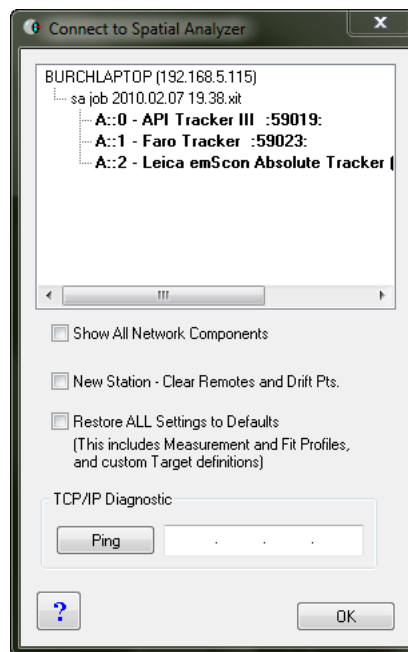 Connect to Spatial Analyzer
x
BURCHLAPTOP (192.168.5.115)
sa job 2010.02.07 19.38.xit
A::0 - API Tracker III :59019:
A::1 - Faro Tracker :59023:
A::2 - Leica emScon Absolute Tracker (
Show All Network Components
New Station - Clear Remotes and Drift Pts.
Restore ALL Settings to Defaults
(This includes Measurement and Fit Profiles,
and custom Target definitions)
TCP/IP Diagnostic
Ping . . .
? OK